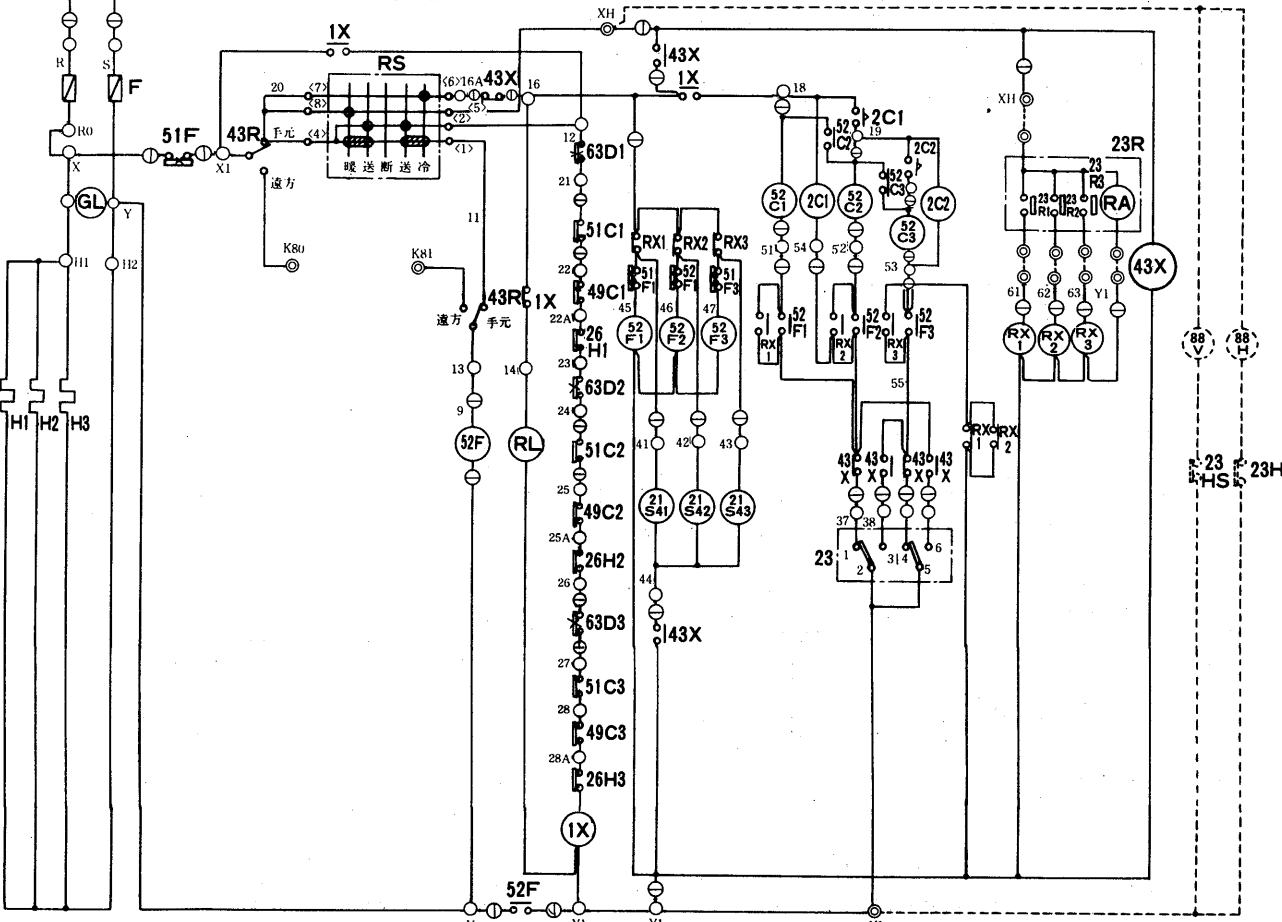 XH
1X
43X
RS
R
S
F
20
<7>
<6>
16A
43X
16
1X
18
<8>
<5>
2C1
XH
R0
51F
43R
手元
<4>
<2>
<1>
12
63D1
52
C2
19
2C2
23R
X
X1
暖 送 断 送 冷
遠方
21
52
C3
23
R3
23
R1
23
R2
RA
GL
Y
52
C1
2C1
52
C2
2C2
11
51C1
RX1
RX2
RX3
52
C3
K80
K81
51
54
52
53
H1
H2
22
51
F1
52
F1
51
F3
43X
43R
1X
49C1
61
62
63
Y1
遠方
手元
22A
45
46
47
26
H1
52
F1
52
F2
52
F3
52
F1
52
F2
52
F3
RX
1
RX
2
RX
3
RX
1
RX
2
RX
3
88
V
88
H
13
14
23
63D2
55
H1
H2
H3
9
24
52F
RL
51C2
41
42
43
RX
1
RX
2
43
X
43
X
43
X
43
X
23
HS
23H
25
49C2
21
S41
21
S42
21
S43
37
38
25A
26H2
23
1
2
3
4
5
6
26
44
63D3
43X
27
51C3
28
49C3
28A
26H3
1X
52F